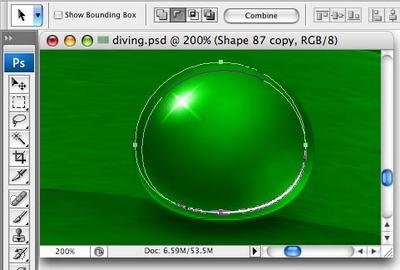 Show Bounding Box
Combine
diving.psd @ 200% (Shape 87 copy, RGB/8)
Ps
200%
Doc: 6.59M/53.5M